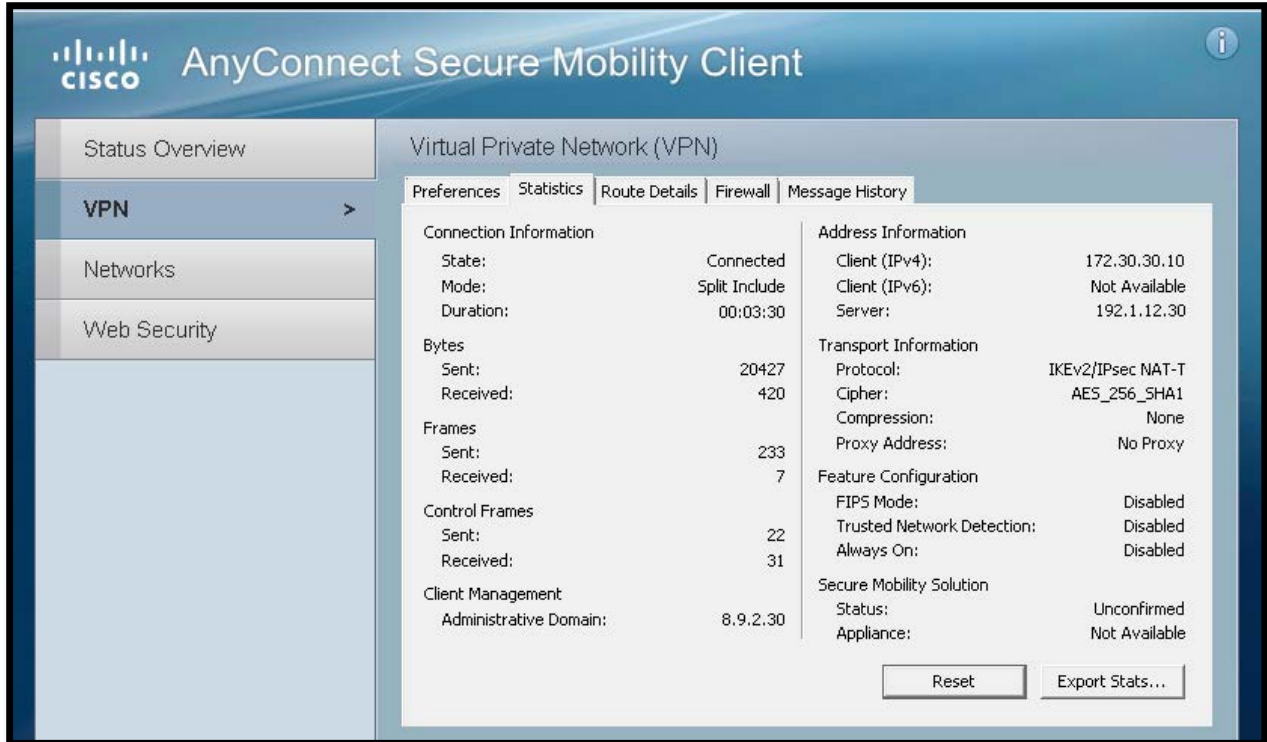 CISCO
AnyConnect Secure Mobility Client
i
Status Overview
VPN >
Networks
Web Security
Virtual Private Network (VPN)
Preferences Statistics Route Details Firewall Message History
Connection Information
State: Connected
Mode: Split Include
Duration: 00:03:30
Bytes
Sent: 20427
Received: 420
Frames
Sent: 233
Received: 7
Control Frames
Sent: 22
Received: 31
Client Management
Administrative Domain: 8.9.2.30
Address Information
Client (IPv4): 172.30.30.10
Client (IPv6): Not Available
Server: 192.1.12.30
Transport Information
Protocol: IKEv2/IPsec NAT-T
Cipher: AES_256_SHA1
Compression: None
Proxy Address: No Proxy
Feature Configuration
FIPS Mode: Disabled
Trusted Network Detection: Disabled
Always On: Disabled
Secure Mobility Solution
Status: Unconfirmed
Appliance: Not Available
Reset
Export Stats...